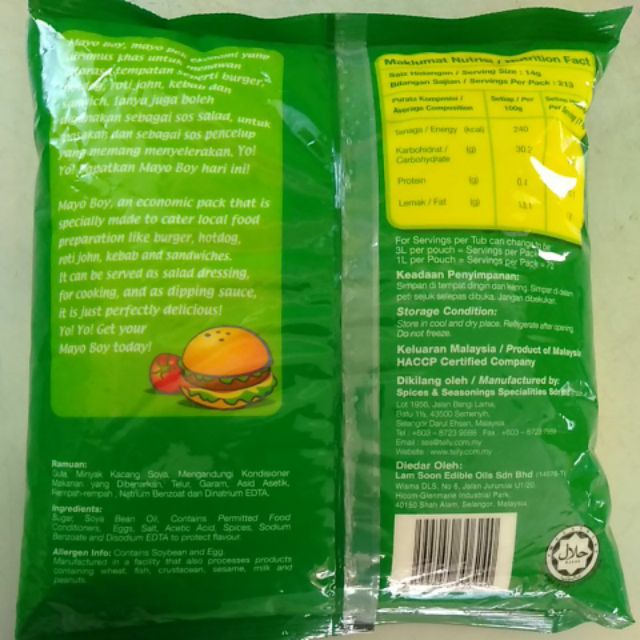 Mayo Boy, mayo pek ekonomi yang
khas untuk
tempatan seperti burger,
roti john, kebab dan
Ianya juga boleh
sebagai sos salad, untuk
masakan dan sebagai sos pencelup
yang memang menyelerakan. Yo!
Yo! Dapatkan Mayo Boy hari ini!
Mayo Boy, an economic pack that is
specially made to cater local food
preparation like burger, hotdog,
roti john, kebab and sandwiches.
It can be served as salad dressing,
for cooking, and as dipping sauce,
it is just perfectly delicious!
Yo! Yo! Get your
Mayo Boy today!
Ramuan:
Gula, Minyak Kacang Soya, Mengandungi Kondisioner
Makanan yang Dibenarkan, Telur, Garam, Asid Asetik,
Rempah-rempah, Natrium Benzoat dan Dinatrium EDTA.
Ingredients:
Sugar, Soya Bean Oil, Contains Permitted Food
Conditioners, Eggs, Salt, Acetic Acid, Spices, Sodium
Benzoate and Disodium EDTA to protect flavour.
Allergen Info: Contains Soybean and Egg.
Manufactured in a facility that also processes products
containing wheat, fish, crustacean, sesame, milk and
peanuts.
Maklumat Nutrisi / Nutrition Fact
Saiz Hidangan / Serving Size : 14g
Bilangan Sajian / Servings Per Pack : 213
Purata Komposisi / Setiap / Per
Average Composition 100g
Tenaga / Energy (kcal) 240
Karbohidrat / (g) 30.2
Carbohydrate
Protein (g) 0.4
Lemak / Fat (g) 13.1
For Servings per Tub can change to be
3L per pouch = Servings per Pack
1L per Pouch = Servings per Pack = 72
Keadaan Penyimpanan:
Simpan di tempat dingin dan kering. Simpan di dalam
peti sejuk selepas dibuka. Jangan dibekukan.
Storage Condition:
Store in cool and dry place. Refrigerate after opening.
Do not freeze.
Keluaran Malaysia / Product of Malaysia
HACCP Certified Company
Dikilang oleh / Manufactured by:
Spices & Seasonings Specialities Sdn
Lot 1956, Jalan Bangi Lama,
Batu 1½, 43500 Semenyih,
Selangor Darul Ehsan, Malaysia
Website : www.telly.com.my
Diedar Oleh:
Lam Soon Edible Oils Sdn Bhd
Wisma DLS, No 6, Jalan Jurunilai U1/20,
Hicom-Glenmarie Industrial Park,
40150 Shah Alam, Selangor, Malaysia
حلال